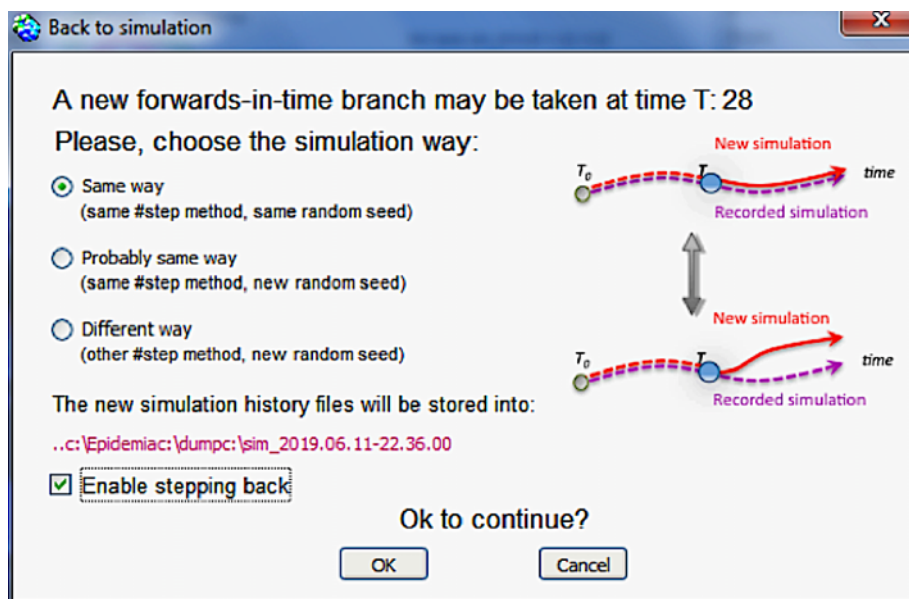 Back to simulation
x
A new forwards-in-time branch may be taken at time T: 28
Please, choose the simulation way:
Same way
(same #step method, same random seed)
Probably same way
(same #step method, new random seed)
Different way
(other #step method, new random seed)
New simulation
T0
T
time
Recorded simulation
New simulation
T0
T
time
Recorded simulation
The new simulation history files will be stored into:
..c:\Epidemiac:\dumpc:\sim_2019.06.11-22.36.00
Enable stepping back
Ok to continue?
OK
Cancel